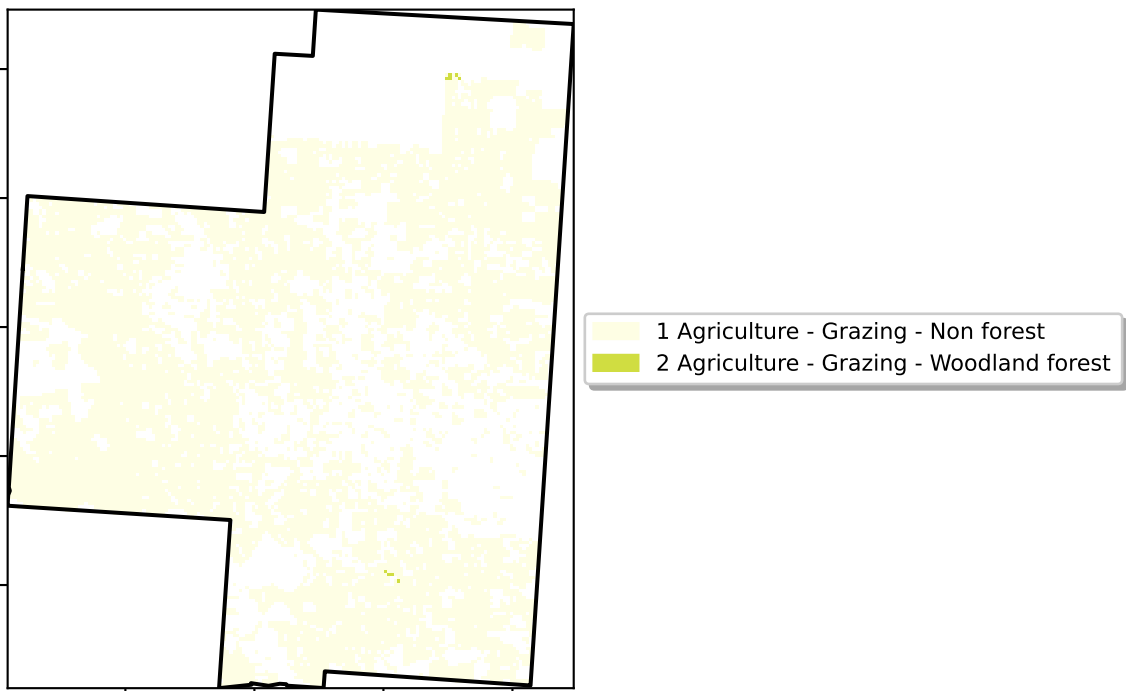 1 Agriculture - Grazing - Non forest
2 Agriculture - Grazing - Woodland forest